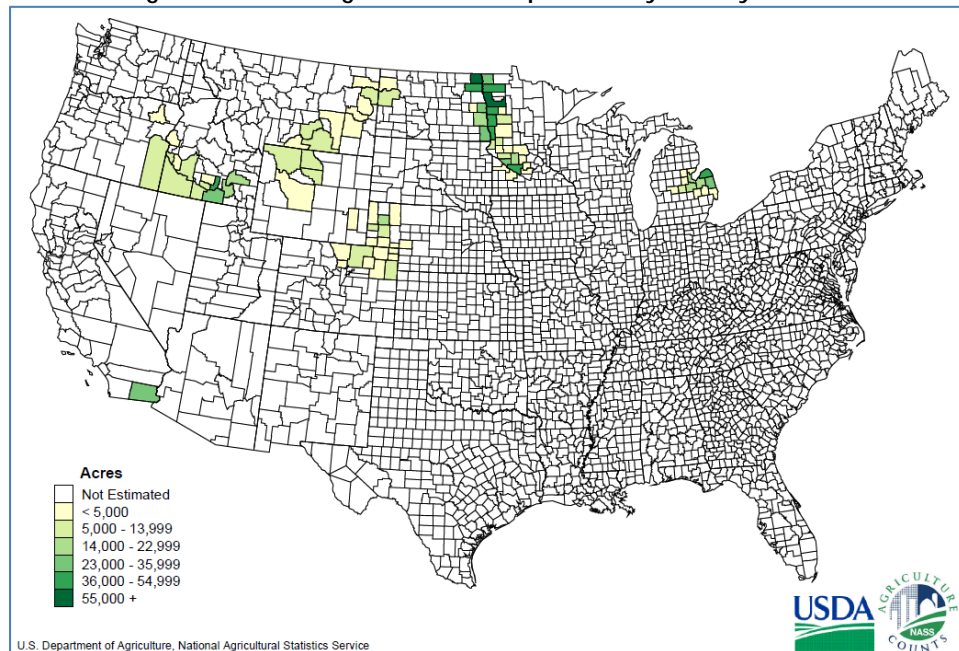 Acres
Not Estimated
< 5,000
5,000 - 13,999
14,000 - 22,999
23,000 - 35,999
36,000 - 54,999
55,000 +
U.S. Department of Agriculture, National Agricultural Statistics Service
USDA
AGRICULTURE
NASS
COUNTS